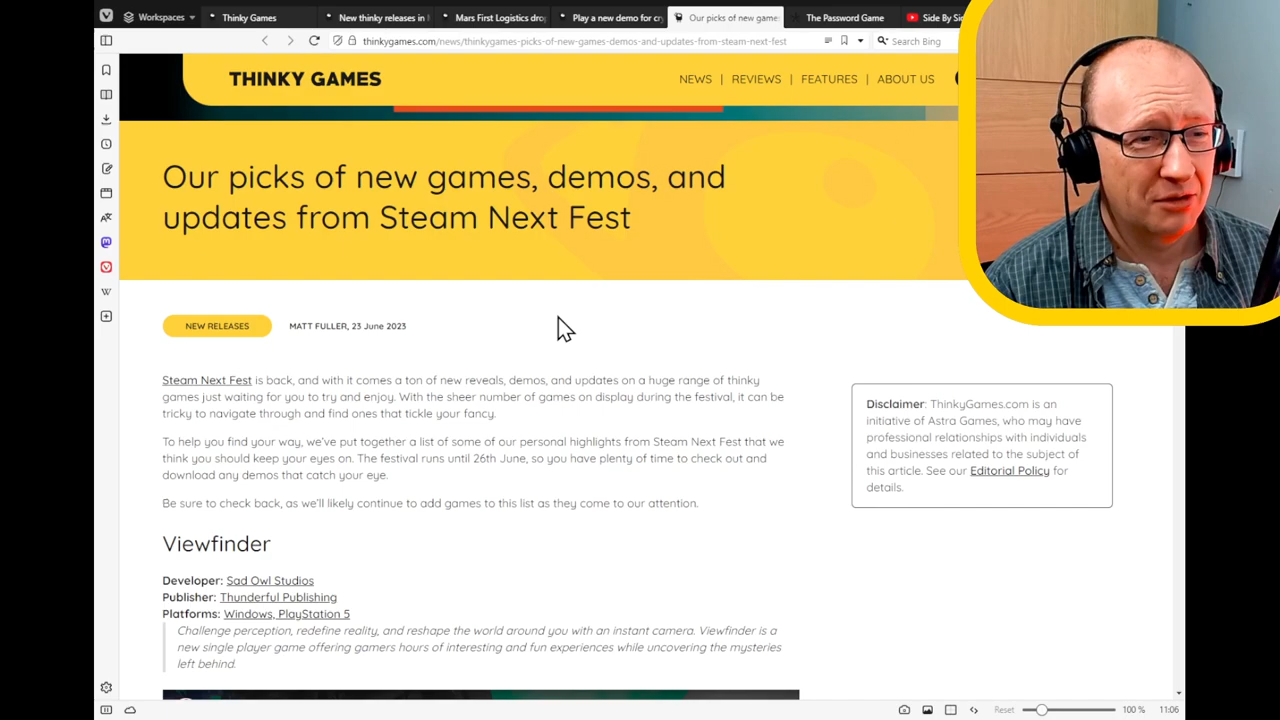 Workspaces
Thinky Games
New thinky releases in
Mars First Logistics dro
Play a new demo for cr
Our picks of new games
The Password Game
Side By Si
thinkygames.com/news/thinkygames-picks-of-new-games-demos-and-updates-from-steam-next-fest
Search Bing
THINKY GAMES
NEWS | REVIEWS | FEATURES | ABOUT US
Our picks of new games, demos, and
updates from Steam Next Fest
NEW RELEASES
MATT FULLER, 23 June 2023
Steam Next Fest is back, and with it comes a ton of new reveals, demos, and updates on a huge range of thinky
games just waiting for you to try and enjoy. With the sheer number of games on display during the festival, it can be
tricky to navigate through and find ones that tickle your fancy.
To help you find your way, we've put together a list of some of our personal highlights from Steam Next Fest that we
think you should keep your eyes on. The festival runs until 26th June, so you have plenty of time to check out and
download any demos that catch your eye.
Be sure to check back, as we'll likely continue to add games to this list as they come to our attention.
Disclaimer: ThinkyGames.com is an
initiative of Astra Games, who may have
professional relationships with individuals
and businesses related to the subject of
this article. See our Editorial Policy for
details.
Viewfinder
Developer: Sad Owl Studios
Publisher: Thunderful Publishing
Platforms: Windows, PlayStation 5
Challenge perception, redefine reality, and reshape the world around you with an instant camera. Viewfinder is a
new single player game offering gamers hours of interesting and fun experiences while uncovering the mysteries
left behind.
Reset
100 %
11:06